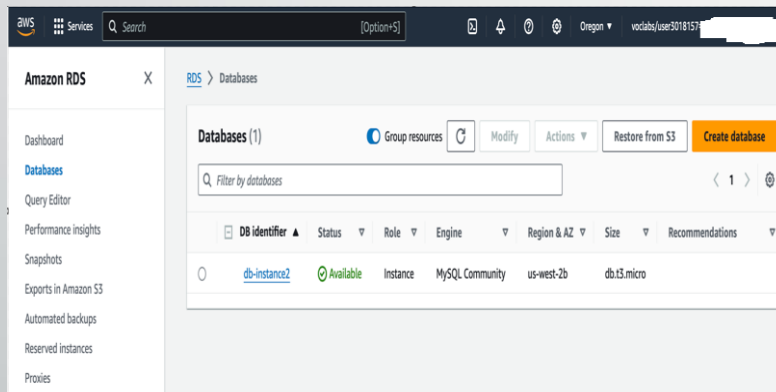 aws Services Search [Option+S] Oregon ▼ voclabs/user3018157
Amazon RDS X
RDS > Databases
Dashboard
Databases
Query Editor
Performance insights
Snapshots
Exports in Amazon S3
Automated backups
Reserved instances
Proxies
Databases (1) Group resources Modify Actions ▼ Restore from S3 Create database
Filter by databases
< 1 >
DB identifier ▲ Status Role Engine Region & AZ Size Recommendations
db-instance2 Available Instance MySQL Community us-west-2b db.t3.micro